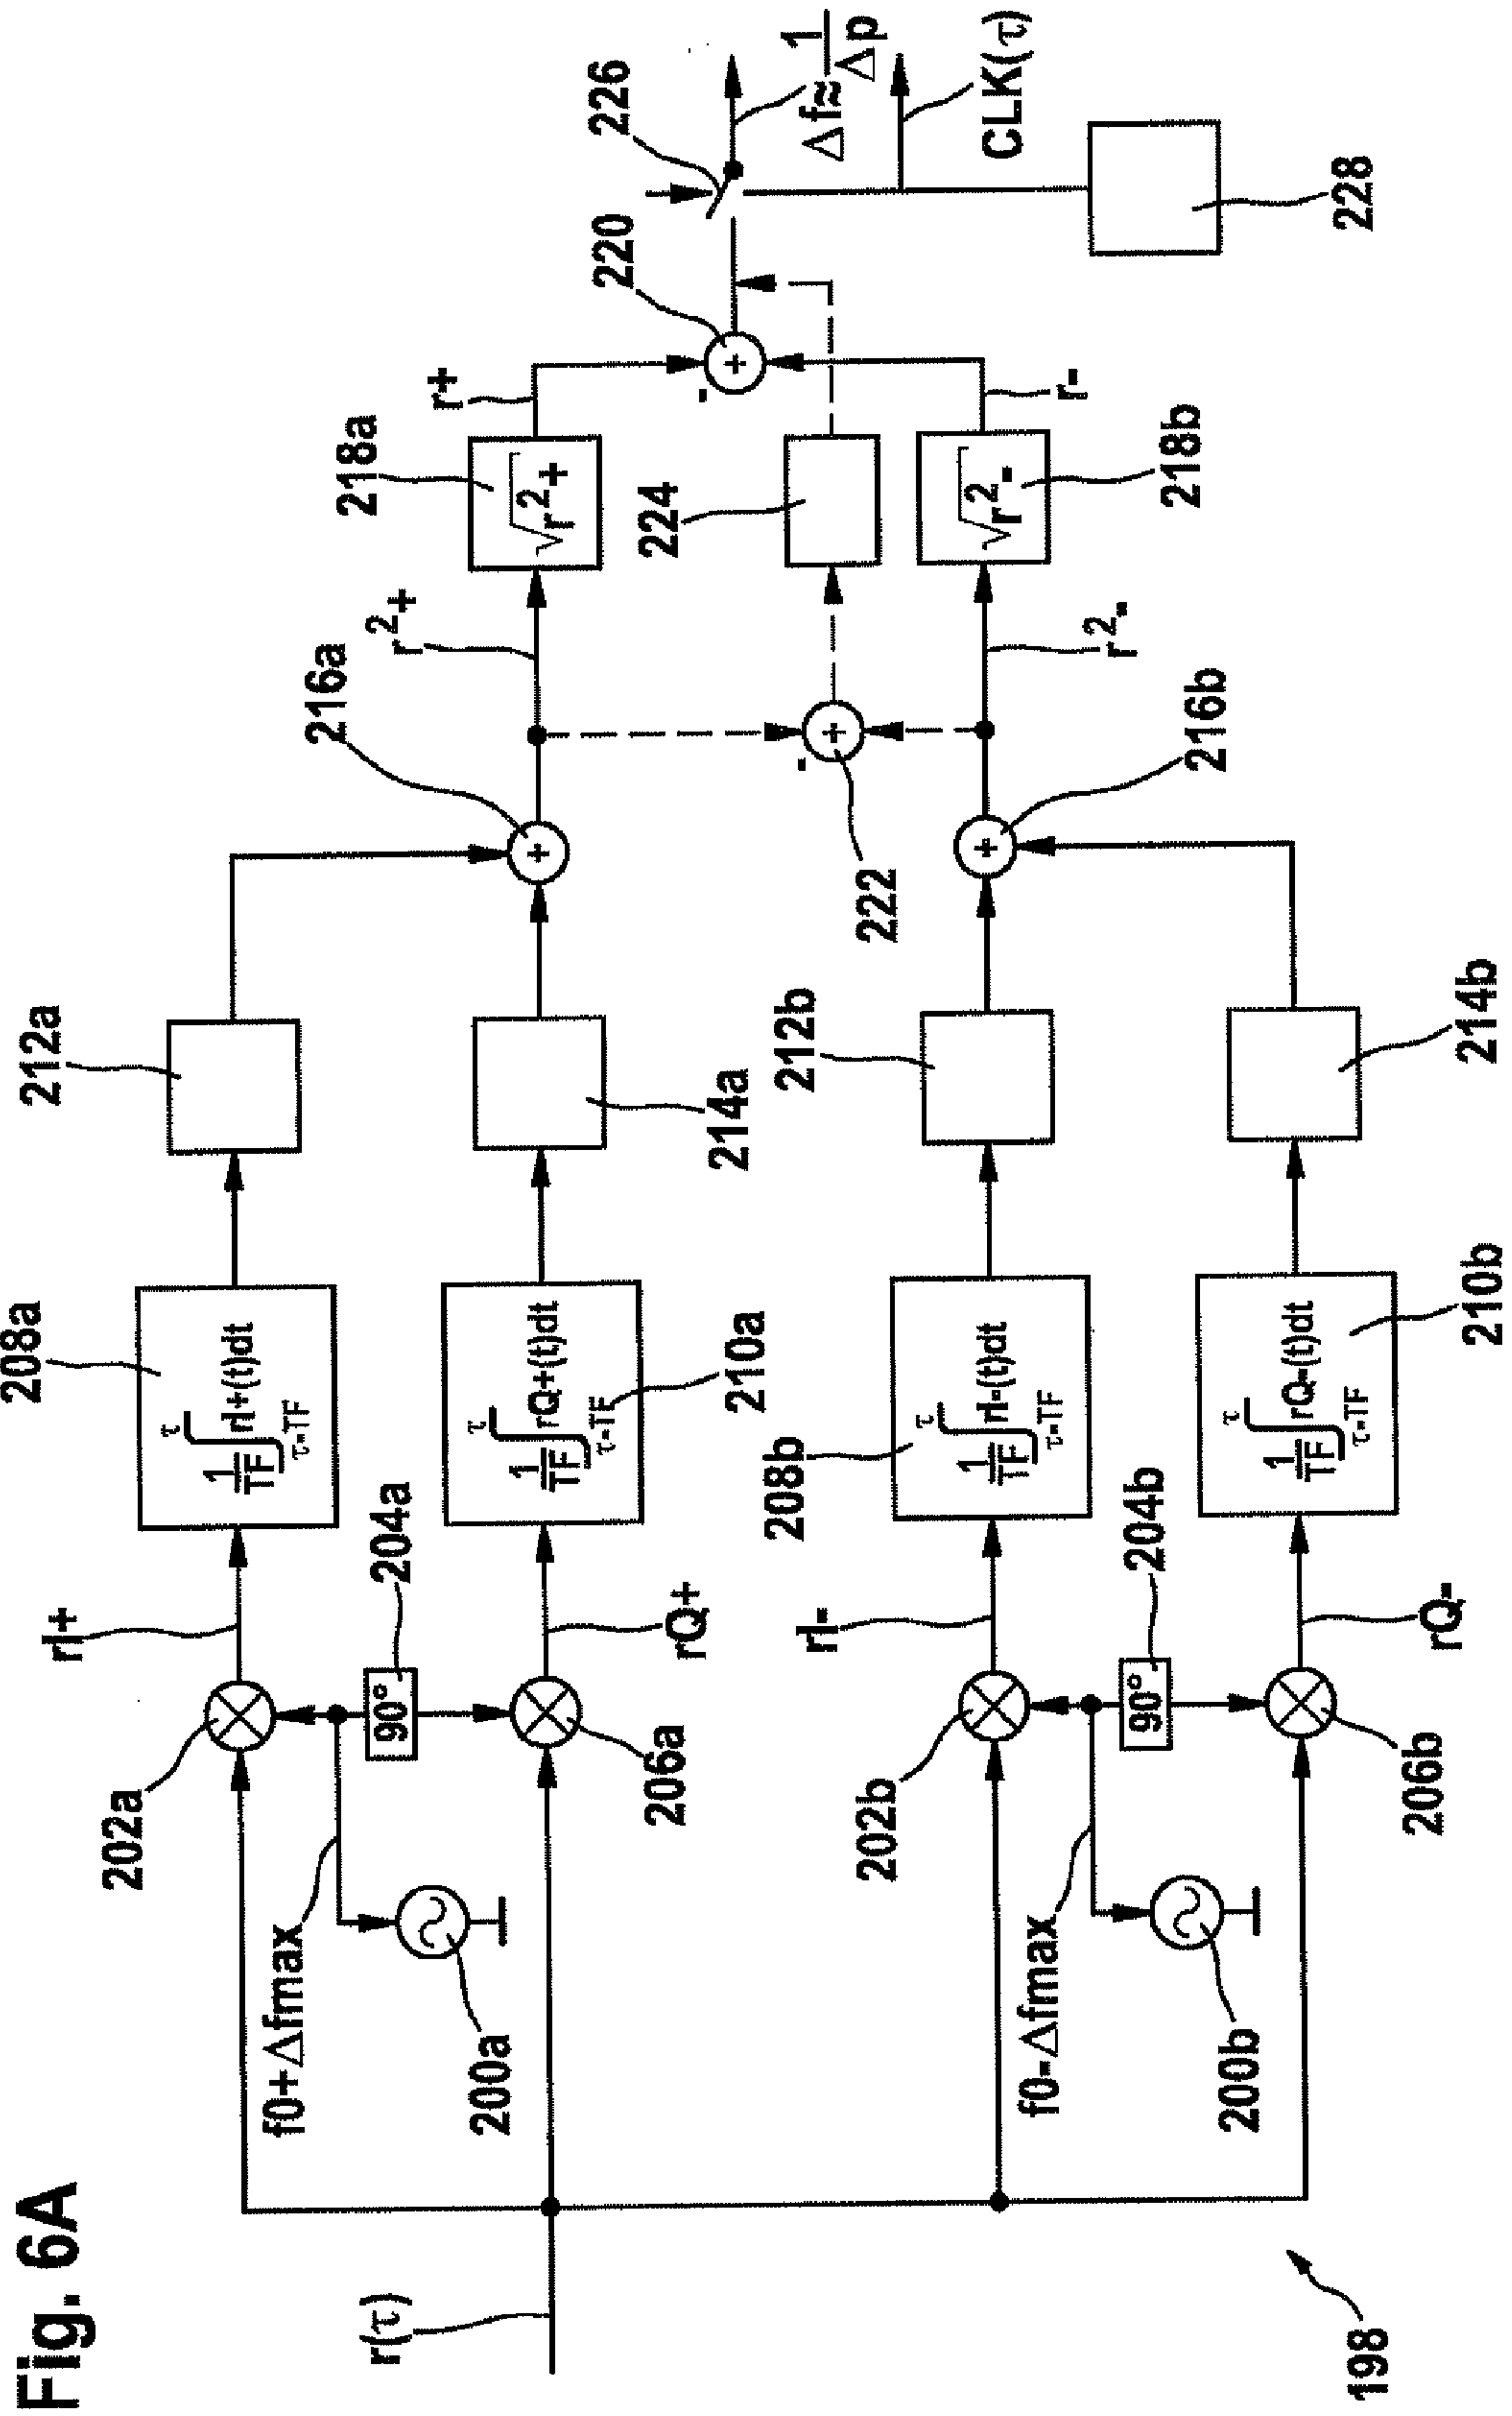 Fig. 6A
198
r(τ)
f0+Δfmax
200a
202a
204a
90°
206a
rI+
rQ+
208a
1/TF ∫ τ τ-TF rI+(t)dt
210a
1/TF ∫ τ τ-TF rQ+(t)dt
212a
214a
216a
+
r²+
218a
√r²+
r+
f0-Δfmax
200b
202b
204b
90°
206b
rI-
rQ-
208b
1/TF ∫ τ τ-TF rI-(t)dt
210b
1/TF ∫ τ τ-TF rQ-(t)dt
212b
214b
216b
+
r²-
218b
√r²-
r-
222
+
-
224
220
+
-
226
Δf≈1/Δp
CLK(τ)
228